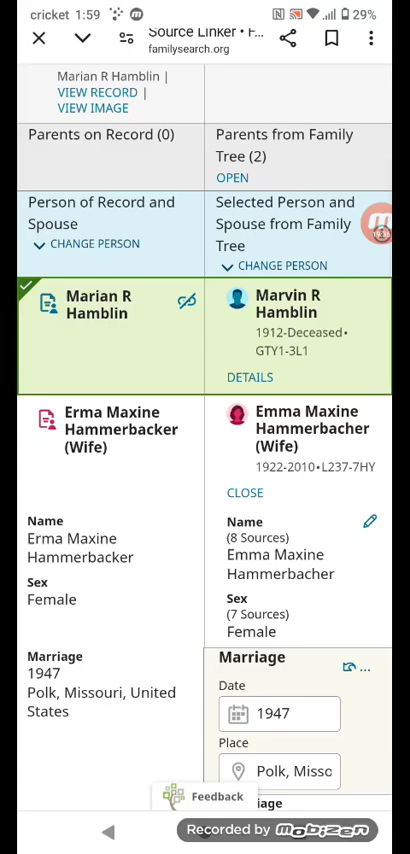 cricket 1:59 29%
Source Linker • F...
familysearch.org
Marian R Hamblin |
VIEW RECORD |
VIEW IMAGE
Parents on Record (0)
Parents from Family
Tree (2)
OPEN
Person of Record and
Spouse
CHANGE PERSON
Selected Person and
Spouse from Family
Tree
CHANGE PERSON
Marian R
Hamblin
Marvin R
Hamblin
1912-Deceased•
GTY1-3L1
DETAILS
Erma Maxine
Hammerbacker
(Wife)
Emma Maxine
Hammerbacher
(Wife)
1922-2010•L237-7HY
CLOSE
Name
Erma Maxine
Hammerbacker
Name
(8 Sources)
Emma Maxine
Hammerbacher
Sex
Female
Sex
(7 Sources)
Female
Marriage
1947
Polk, Missouri, United
States
Marriage
...
Date
1947
Place
Polk, Misso
Feedback
iage
Recorded by mobizen